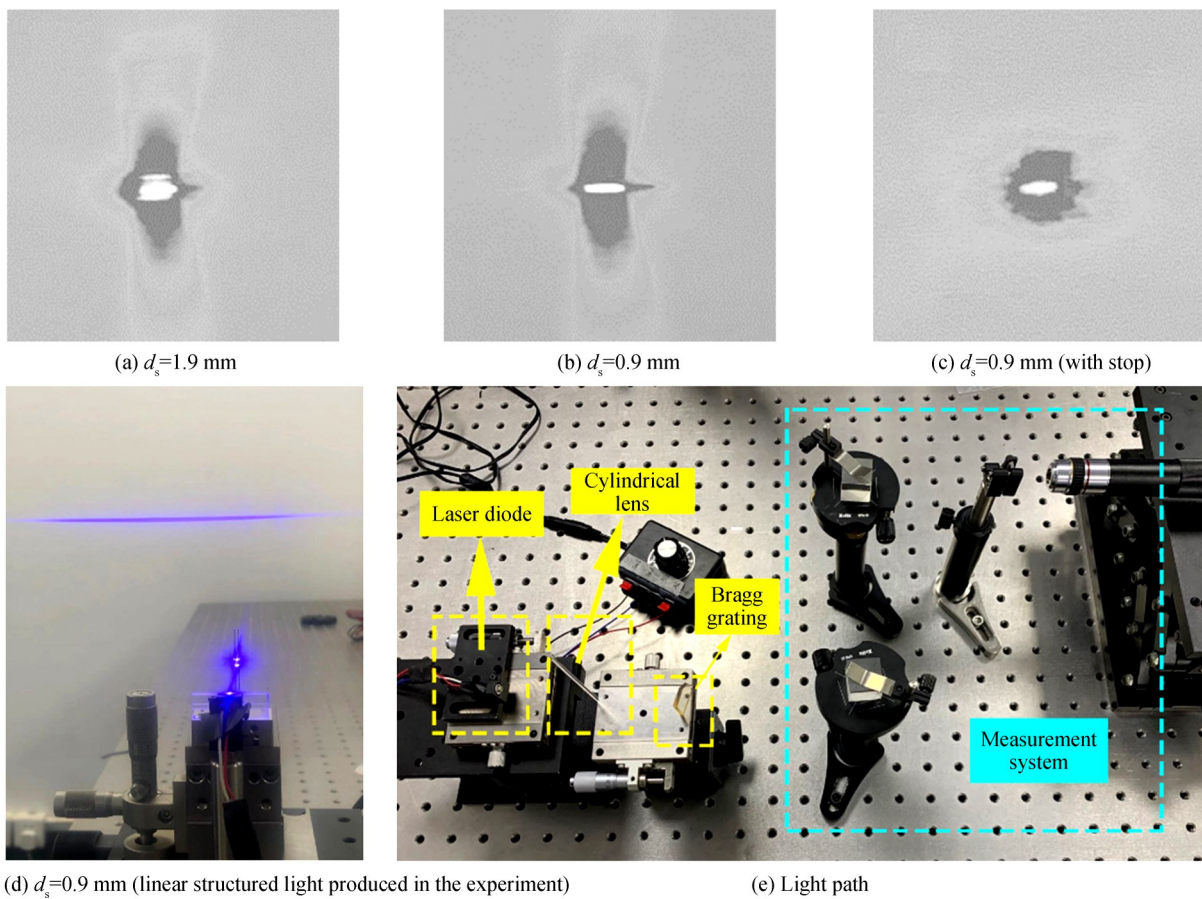 (a) dₛ=1.9 mm
(b) dₛ=0.9 mm
(c) dₛ=0.9 mm (with stop)
Laser diode
Cylindrical
lens
Bragg
grating
Measurement
system
(d) dₛ=0.9 mm (linear structured light produced in the experiment)
(e) Light path